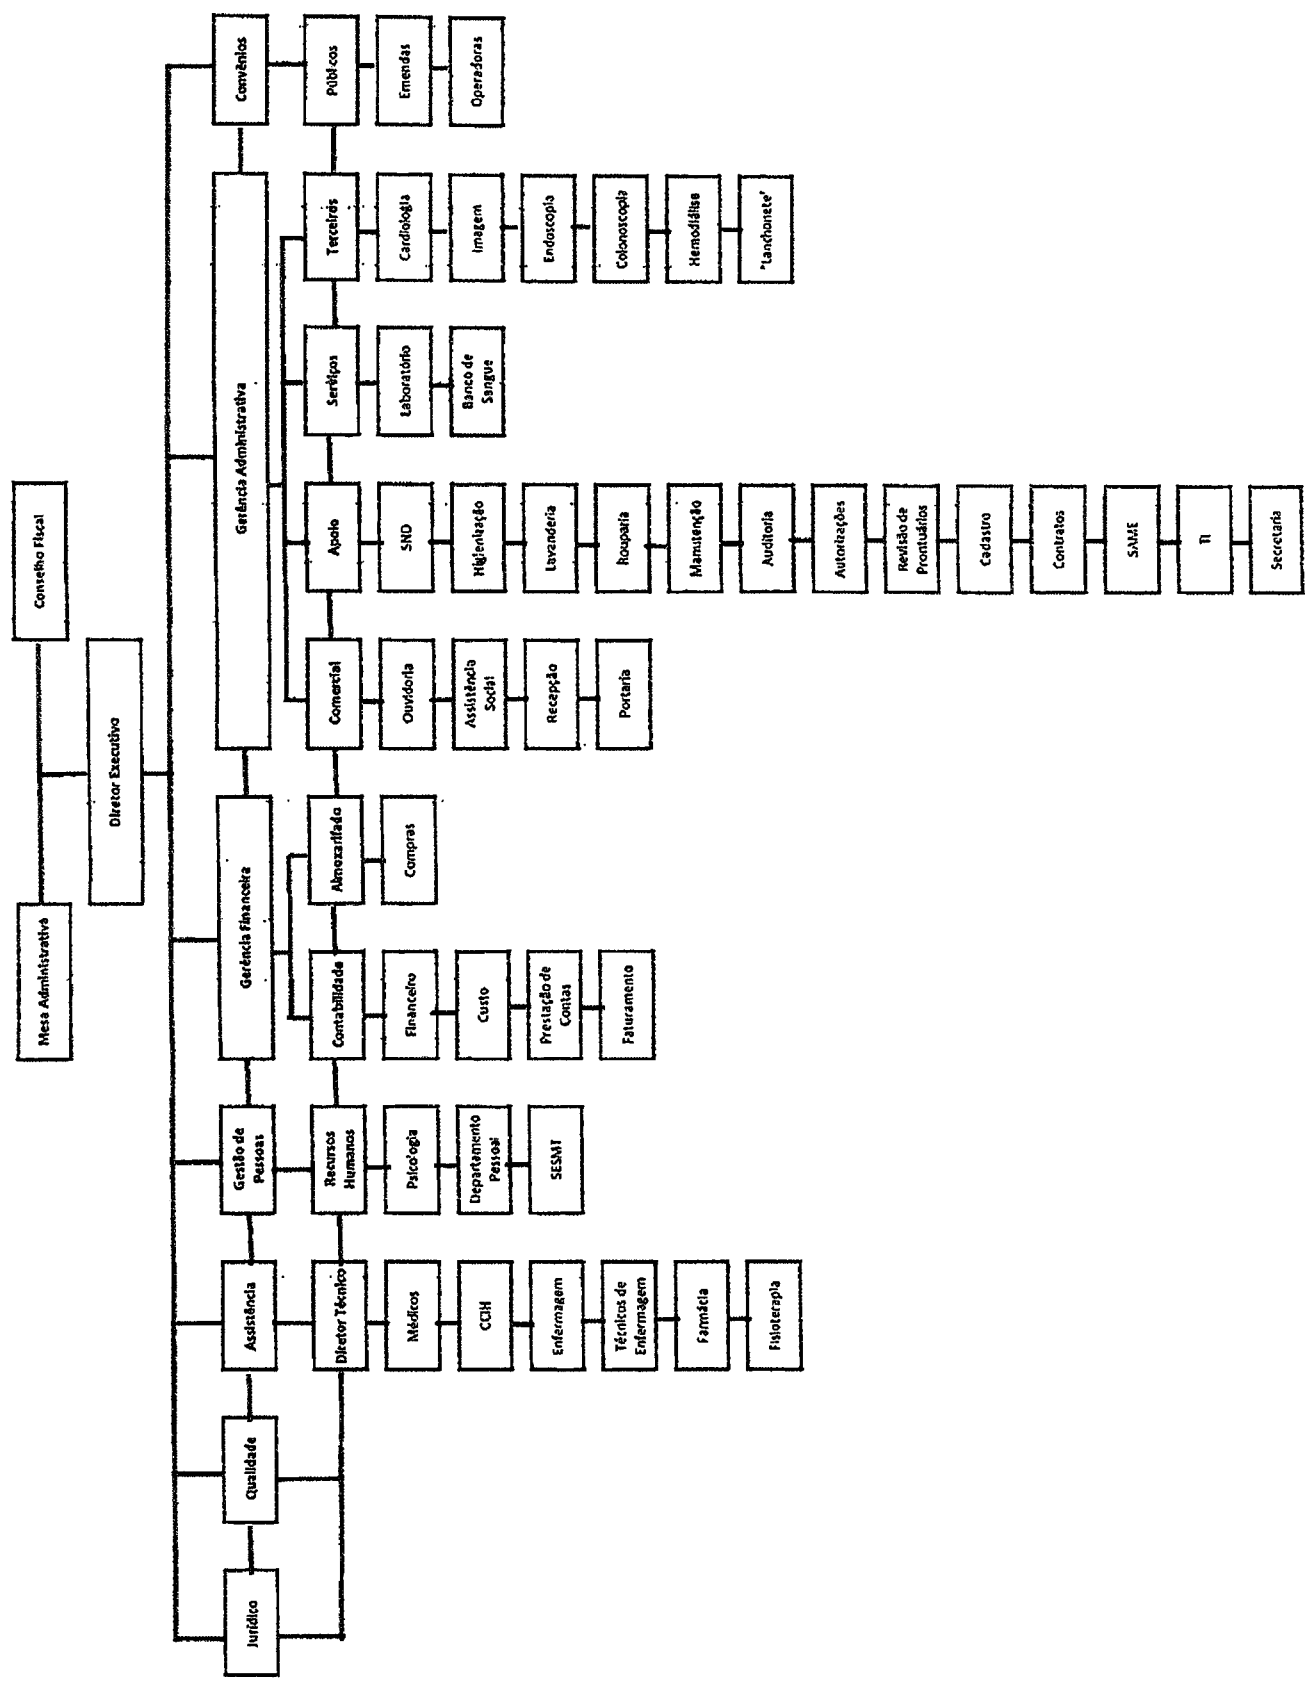 Mesa Administrativa
Conselho Fiscal
Diretor Executivo
Jurídico
Qualidade
Assistência
Gestão de
Pessoas
Gerência Financeira
Gerência Administrativa
Convênios
Diretor Técnico
Recursos
Humanos
Contabilidade
Almoxarifado
Comercial
Apoio
Serviços
Terceiros
Públicos
Médicos
CCIH
Enfermagem
Técnicos de
Enfermagem
Farmácia
Fisioterapia
Psicologia
Departamento
Pessoal
SESMT
Financeiro
Custo
Prestação de
Contas
Faturamento
Compras
Ouvidoria
Assistência
Social
Recepção
Portaria
SND
Higienização
Lavanderia
Rouparia
Manutenção
Auditoria
Autorizações
Revisão de
Prontuários
Cadastro
Contratos
SAME
TI
Secretaria
Laboratório
Banco de
Sangue
Cardiologia
Imagem
Endoscopia
Colonoscopia
Hemodiálise
"Lanchonete"
Emendas
Operadoras